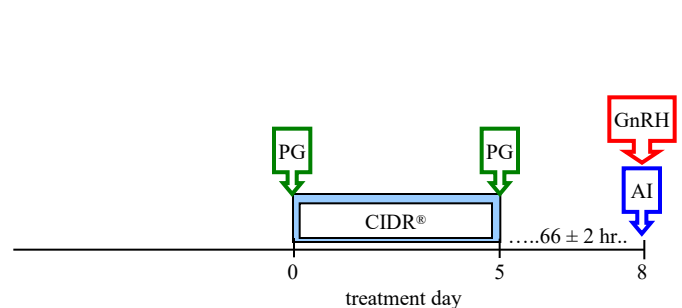 GnRH
PG
PG
AI
CIDR®
…..66 ± 2 hr..
0
5
8
treatment day